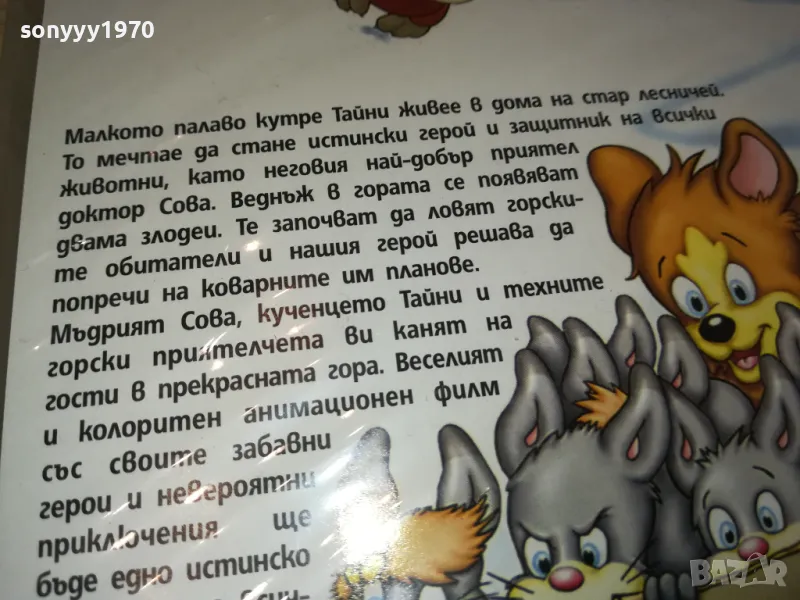 sonyyy1970
Малкото палаво кутре Тайни живее в дома на стар лесничей.
То мечтае да стане истински герой и защитник на всички
животни, като неговия най-добър приятел
доктор Сова. Веднъж в гората се появяват
двама злодеи. Те започват да ловят горски-
те обитатели и нашия герой решава да
попречи на коварните им планове.
Мъдрият Сова, кученцето Тайни и техните
горски приятелчета ви канят на
гости в прекрасната гора. Веселият
и колоритен анимационен филм
със своите забавни
герои и невероятни
приключения ще
бъде едно истинско
BAZAR.bg